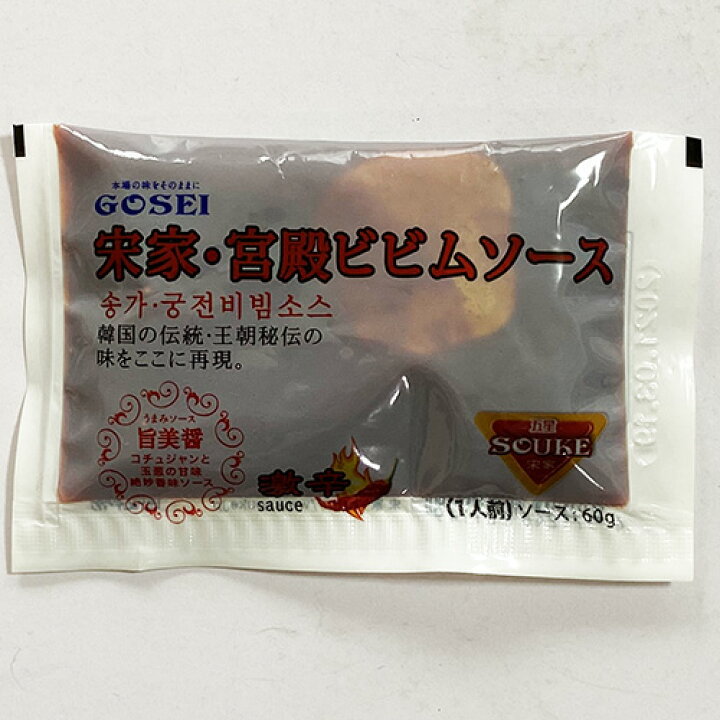 本場の味をそのままに
GOSEI
宋家・宮殿ビビムソース
송가·궁전비빔소스
韓国の伝統・王朝秘伝の
味をここに再現。
うまみソース
旨美醤
コチュジャンと
玉葱の甘味
絶妙香味ソース
激辛
sauce
五星
SOUKE
宋家
(1人前)ソース:60g